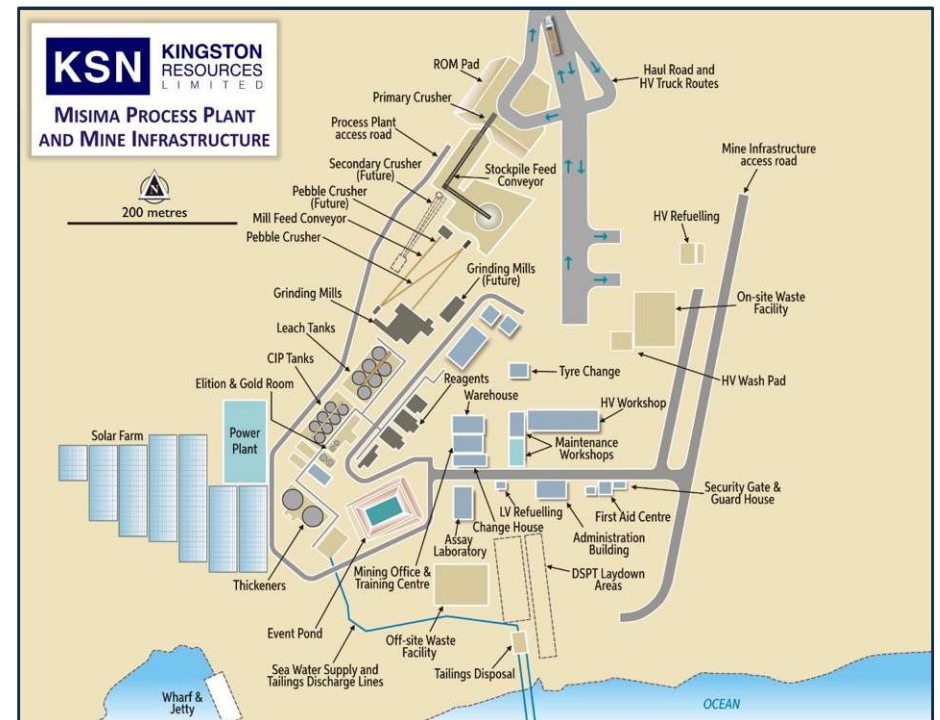 KSN
KINGSTON
RESOURCES
LIMITED
MISIMA PROCESS PLANT
AND MINE INFRASTRUCTURE
N
200 metres
ROM Pad
Primary Crusher
Process Plant
access road
Secondary Crusher
(Future)
Pebble Crusher
(Future)
Mill Feed Conveyor
Pebble Crusher
Stockpile Feed
Conveyor
Haul Road and
HV Truck Routes
Mine Infrastructure
access road
HV Refuelling
Grinding Mills
(Future)
Grinding Mills
On-site Waste
Facility
Leach Tanks
CIP Tanks
Elition & Gold Room
Reagents
Warehouse
Tyre Change
HV Wash Pad
HV Workshop
Solar Farm
Power
Plant
Maintenance
Workshops
Security Gate &
Guard House
LV Refuelling
First Aid Centre
Change House
Administration
Building
Assay
Laboratory
Thickeners
Mining Office &
Training Centre
DSPT Laydown
Areas
Event Pond
Off-site Waste
Facility
Sea Water Supply and
Tailings Discharge Lines
Tailings Disposal
Wharf &
Jetty
OCEAN